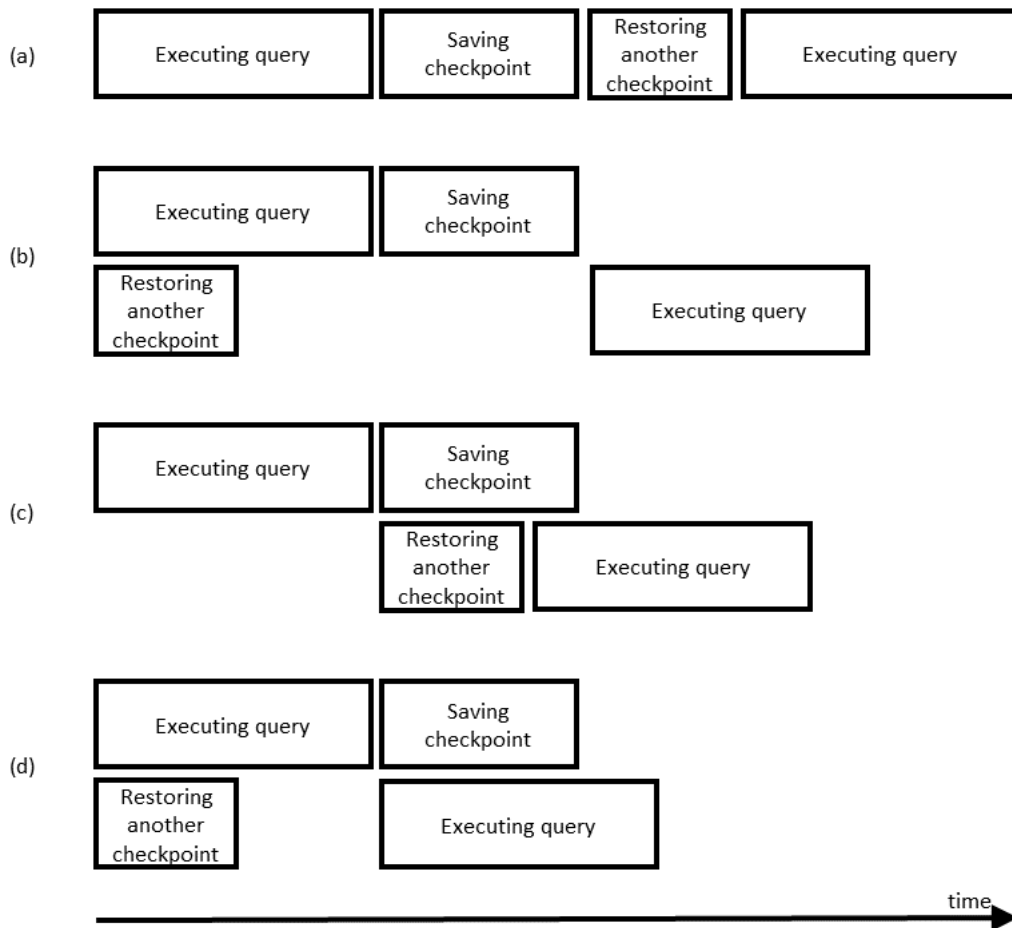 (a)
Executing query
Saving
checkpoint
Restoring
another
checkpoint
Executing query
(b)
Executing query
Saving
checkpoint
Restoring
another
checkpoint
Executing query
(c)
Executing query
Saving
checkpoint
Restoring
another
checkpoint
Executing query
(d)
Executing query
Saving
checkpoint
Restoring
another
checkpoint
Executing query
time